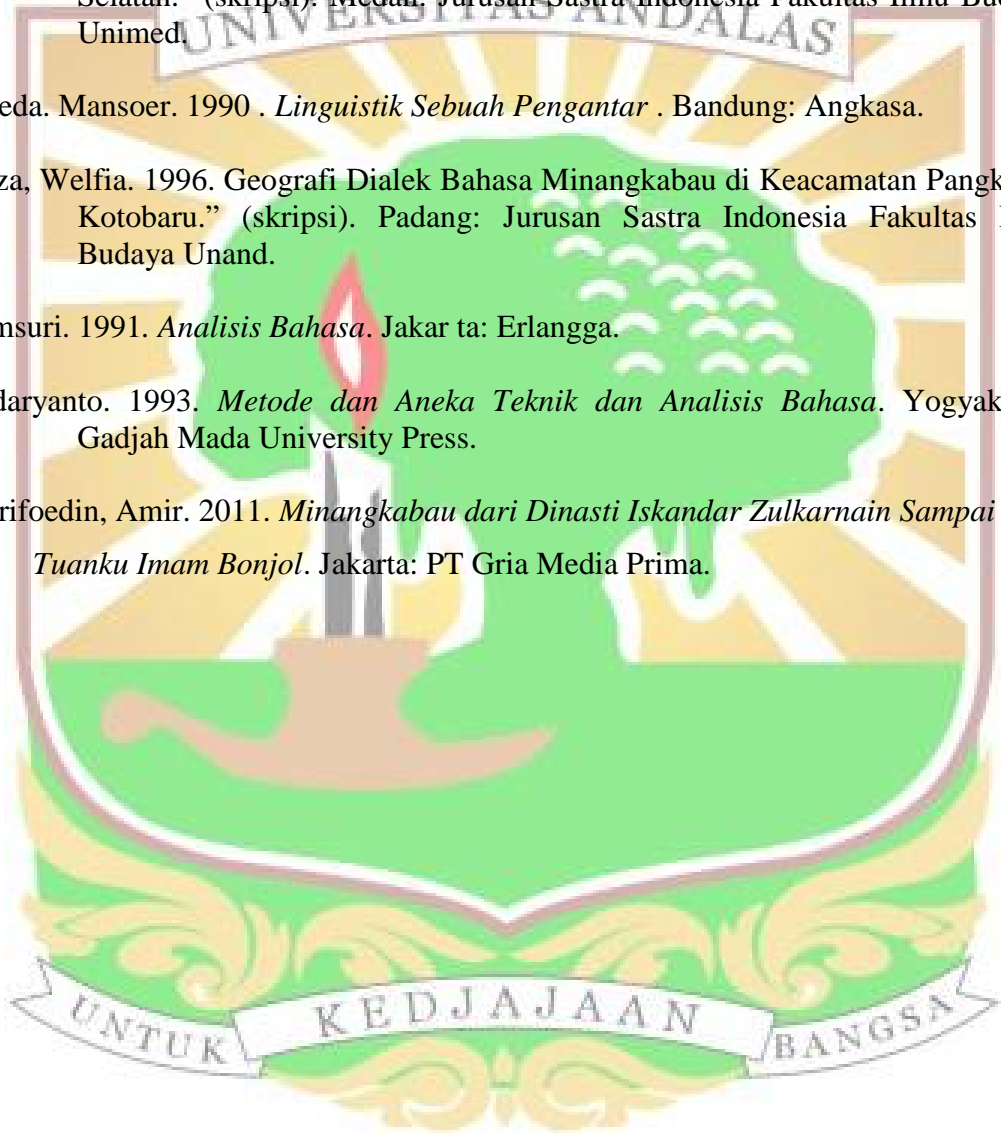 Selatan.” (skripsi). Medan: Jurusan Sastra Indonesia Fakultas Ilmu Bud
Unimed.
UNIVERSITAS ANDALAS
eda. Mansoer. 1990 . Linguistik Sebuah Pengantar . Bandung: Angkasa.
za, Welfia. 1996. Geografi Dialek Bahasa Minangkabau di Keacamatan Pangk
Kotobaru.” (skripsi). Padang: Jurusan Sastra Indonesia Fakultas
Budaya Unand.
msuri. 1991. Analisis Bahasa. Jakar ta: Erlangga.
daryanto. 1993. Metode dan Aneka Teknik dan Analisis Bahasa. Yogyak
Gadjah Mada University Press.
rifoedin, Amir. 2011. Minangkabau dari Dinasti Iskandar Zulkarnain Sampai
Tuanku Imam Bonjol. Jakarta: PT Gria Media Prima.
UNTUK KEDJAJAAN BANGSA